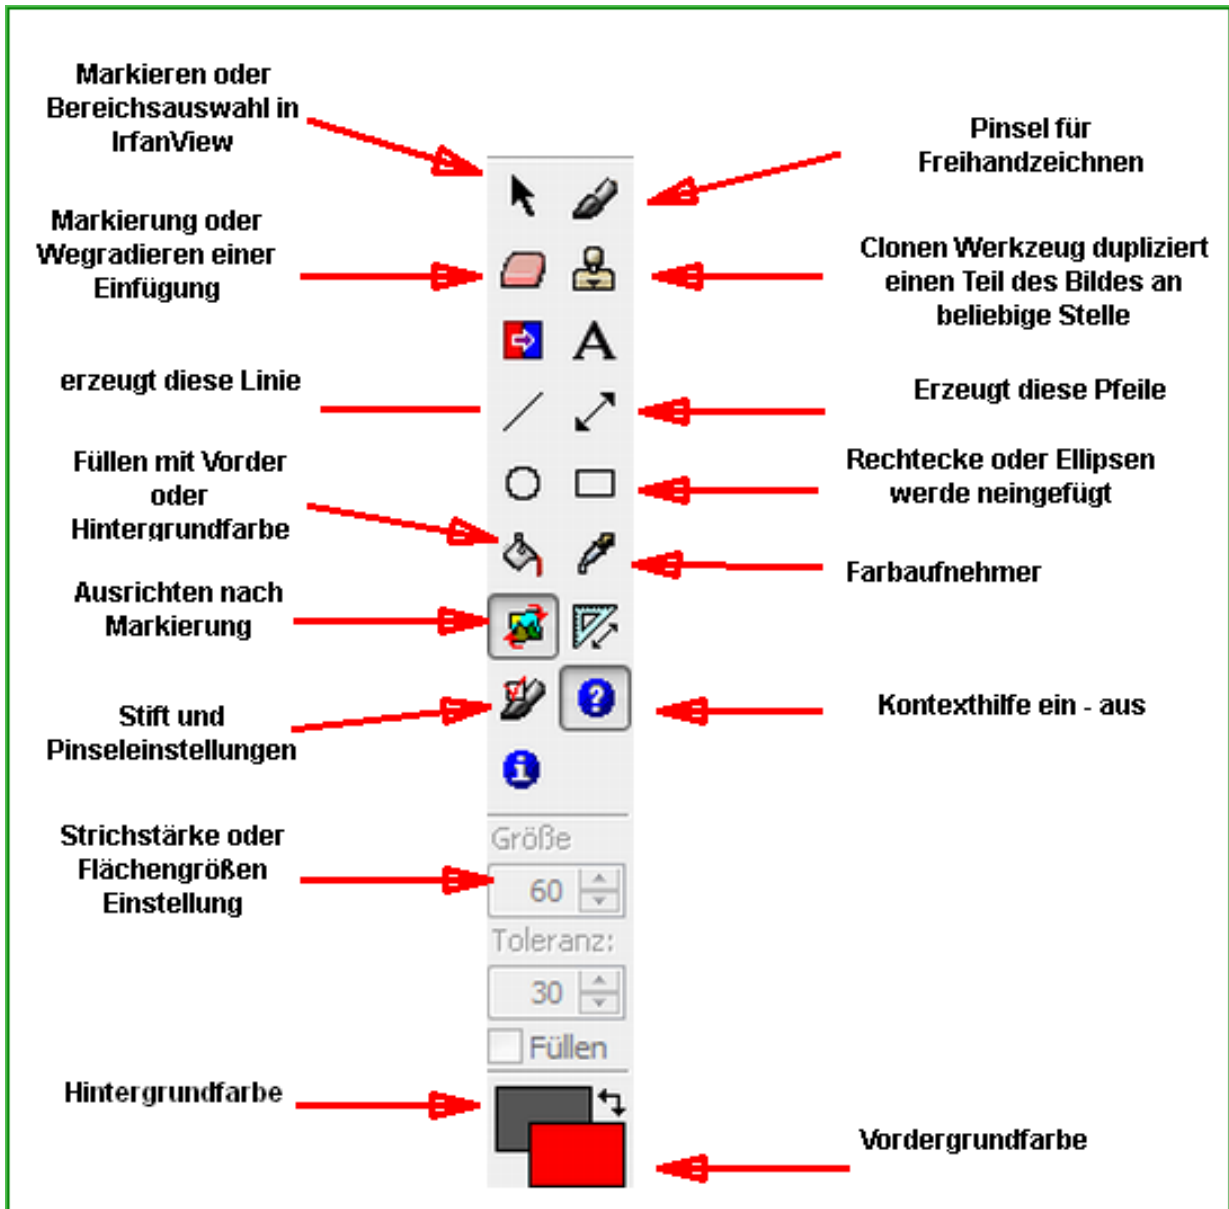 Markieren oder
Bereichsauswahl in
IrfanView
Pinsel für
Freihandzeichnen
Markierung oder
Wegradieren einer
Einfügung
Clonen Werkzeug dupliziert
einen Teil des Bildes an
beliebige Stelle
A
erzeugt diese Linie
Erzeugt diese Pfeile
Füllen mit Vorder
oder
Hintergrundfarbe
Rechtecke oder Ellipsen
werde neingefügt
Farbaufnehmer
Ausrichten nach
Markierung
Stift und
Pinseleinstellungen
?
Kontexthilfe ein - aus
i
Strichstärke oder
Flächengrößen
Einstellung
Größe
60
Toleranz:
30
Füllen
Hintergrundfarbe
Vordergrundfarbe